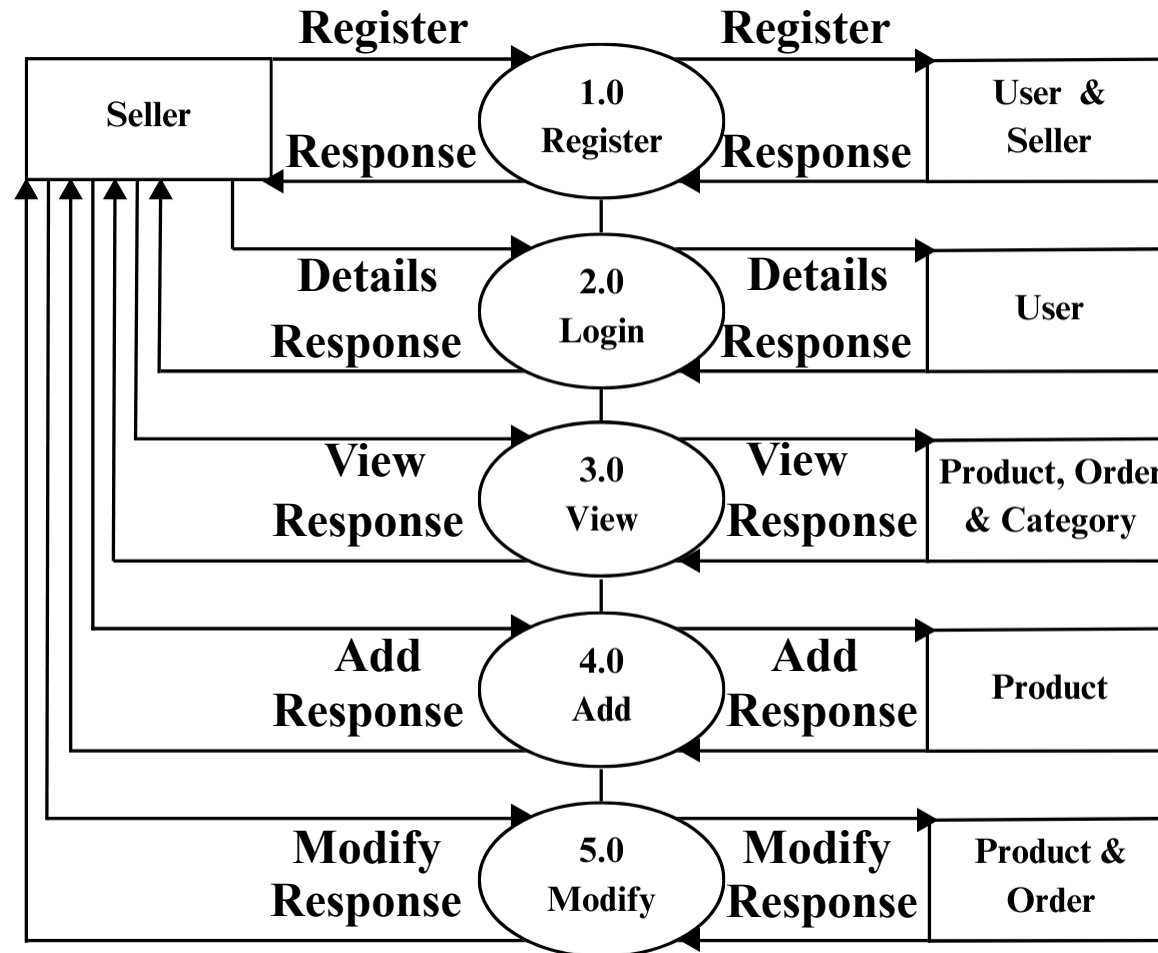 Register
Register
Seller
1.0
Register
User &
Seller
Response
Response
Details
Response
2.0
Login
Details
Response
User
View
Response
3.0
View
View
Response
Product, Order
& Category
Add
Response
4.0
Add
Add
Response
Product
Modify
Response
5.0
Modify
Modify
Response
Product &
Order